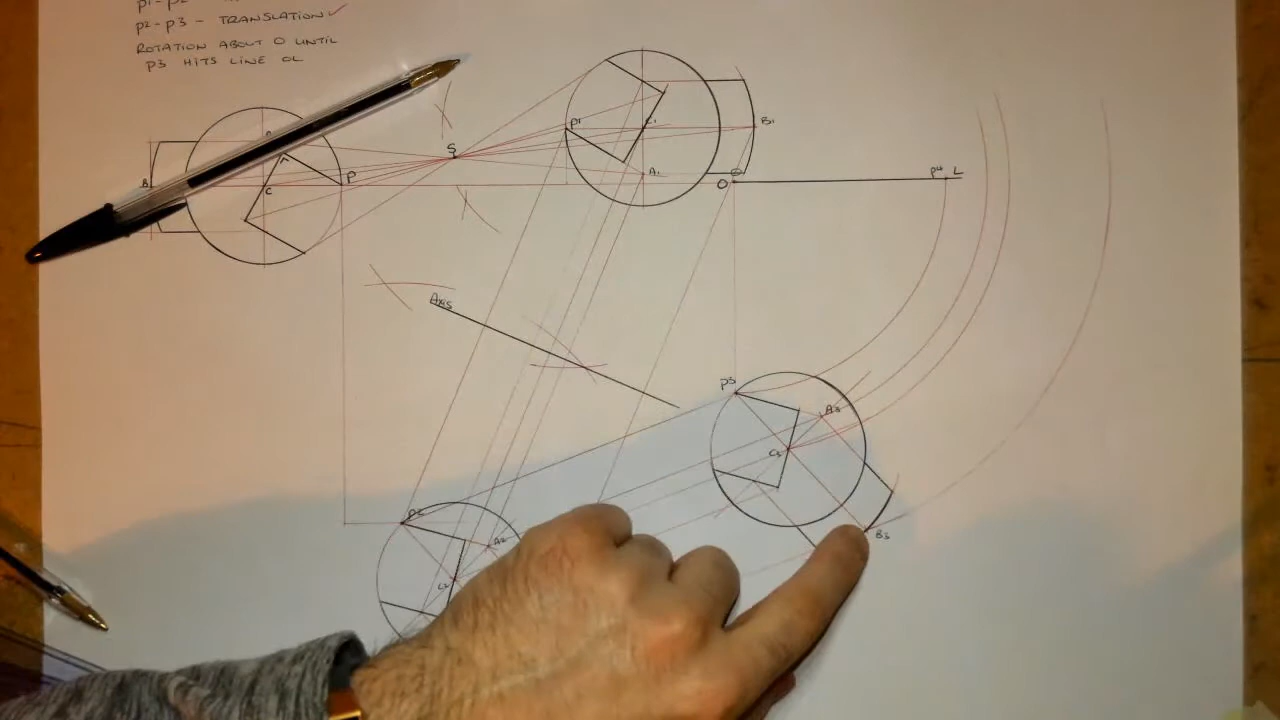 P2-P3 - TRANSLATION ✓
ROTATION ABOUT O UNTIL
P3 HITS LINE OL
P1
C1
B1
S
A1
B
C
P
O
P4 L
Axis
P3
A3
C3
P2
A2
B3
C2